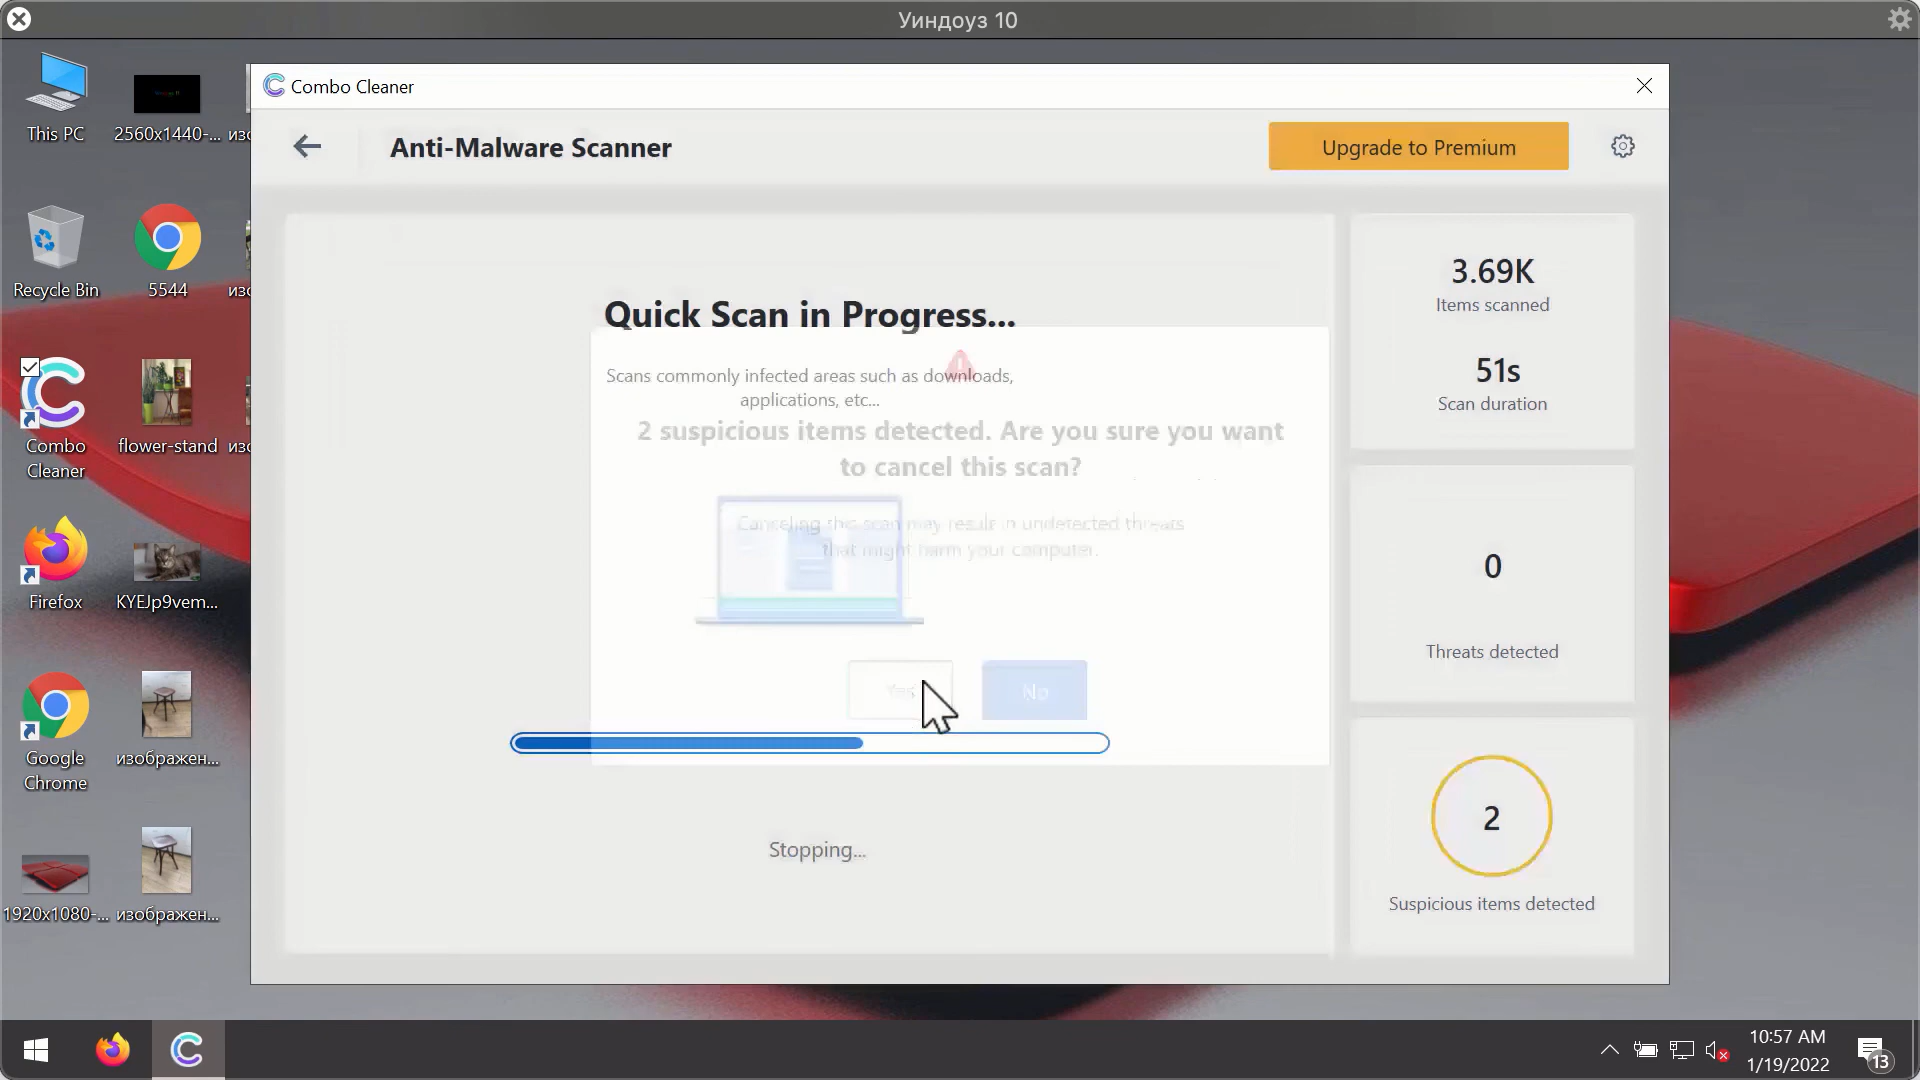 Уиндоуз 10
This PC
2560x1440-...
изо
Recycle Bin
5544
изо
Combo
Cleaner
flower-stand
изо
Firefox
KYEJp9vem...
Google
Chrome
изображен...
1920x1080-...
изображен...
Combo Cleaner
Anti-Malware Scanner
Upgrade to Premium
Quick Scan in Progress...
Scans commonly infected areas such as downloads,
applications, etc...
2 suspicious items detected. Are you sure you want
to cancel this scan?
Canceling this scan may result in undetected threats
that might harm your computer.
Yes
No
Stopping...
3.69K
Items scanned
51s
Scan duration
0
Threats detected
2
Suspicious items detected
10:57 AM
1/19/2022
13